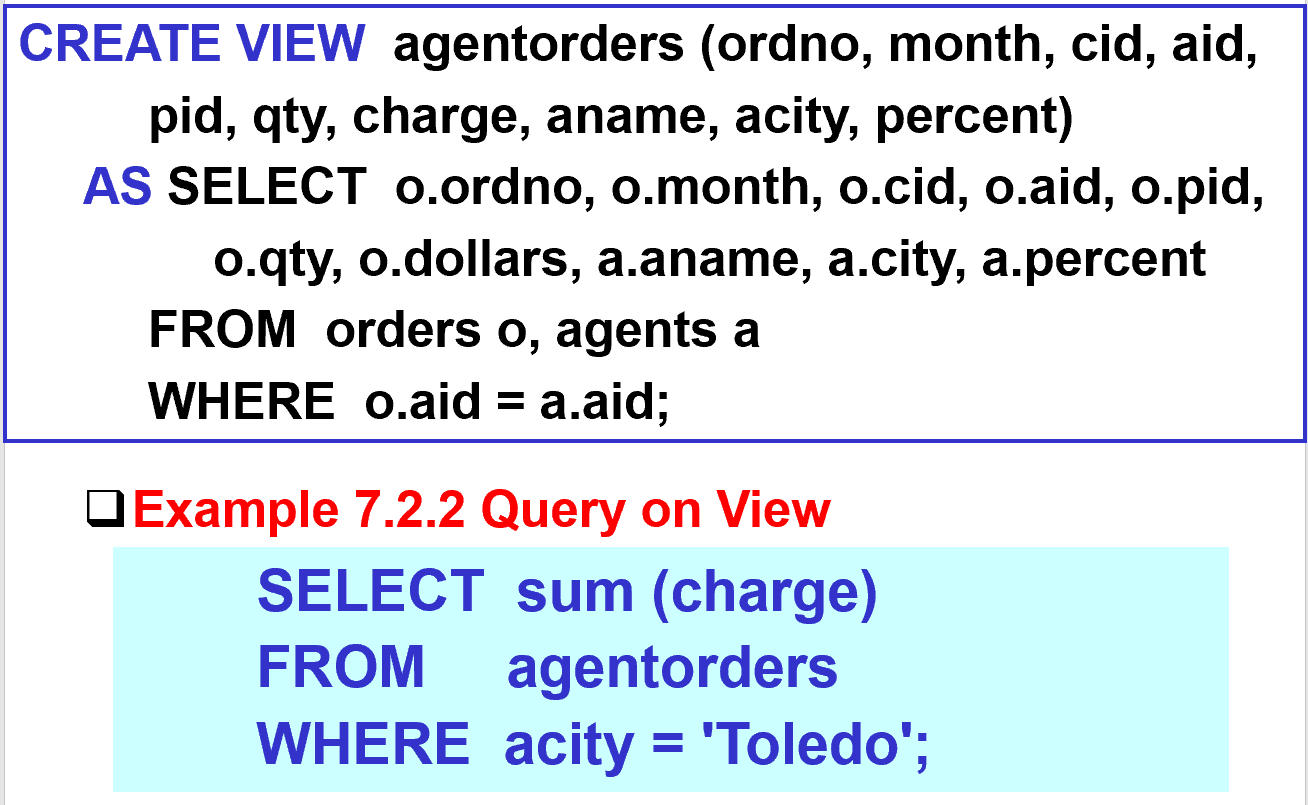 CREATE VIEW agentorders (ordno, month, cid, aid,
pid, qty, charge, aname, acity, percent)
AS SELECT o.ordno, o.month, o.cid, o.aid, o.pid,
o.qty, o.dollars, a.aname, a.city, a.percent
FROM orders o, agents a
WHERE o.aid = a.aid;
Example 7.2.2 Query on View
SELECT sum (charge)
FROM agentorders
WHERE acity = 'Toledo';